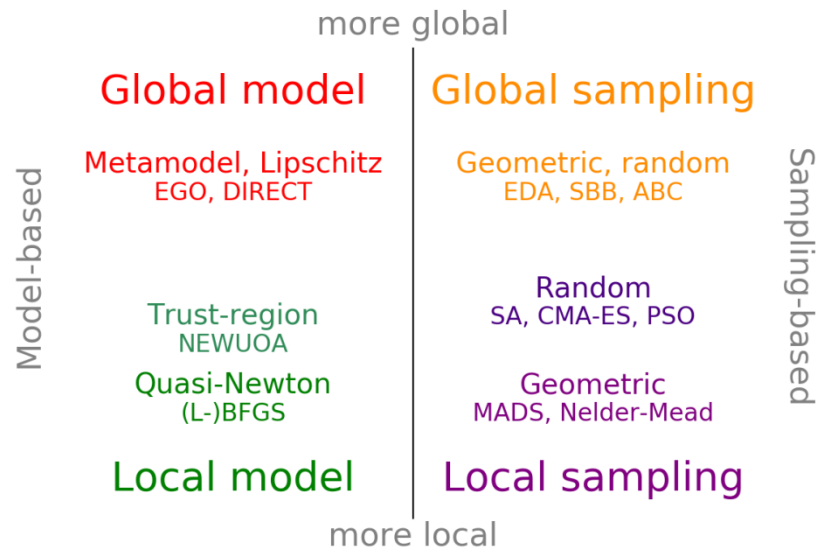 more global
Global model
Global sampling
Metamodel, Lipschitz
EGO, DIRECT
Geometric, random
EDA, SBB, ABC
Model-based
Sampling-based
Trust-region
NEWUOA
Random
SA, CMA-ES, PSO
Quasi-Newton
(L-)BFGS
Geometric
MADS, Nelder-Mead
Local model
Local sampling
more local